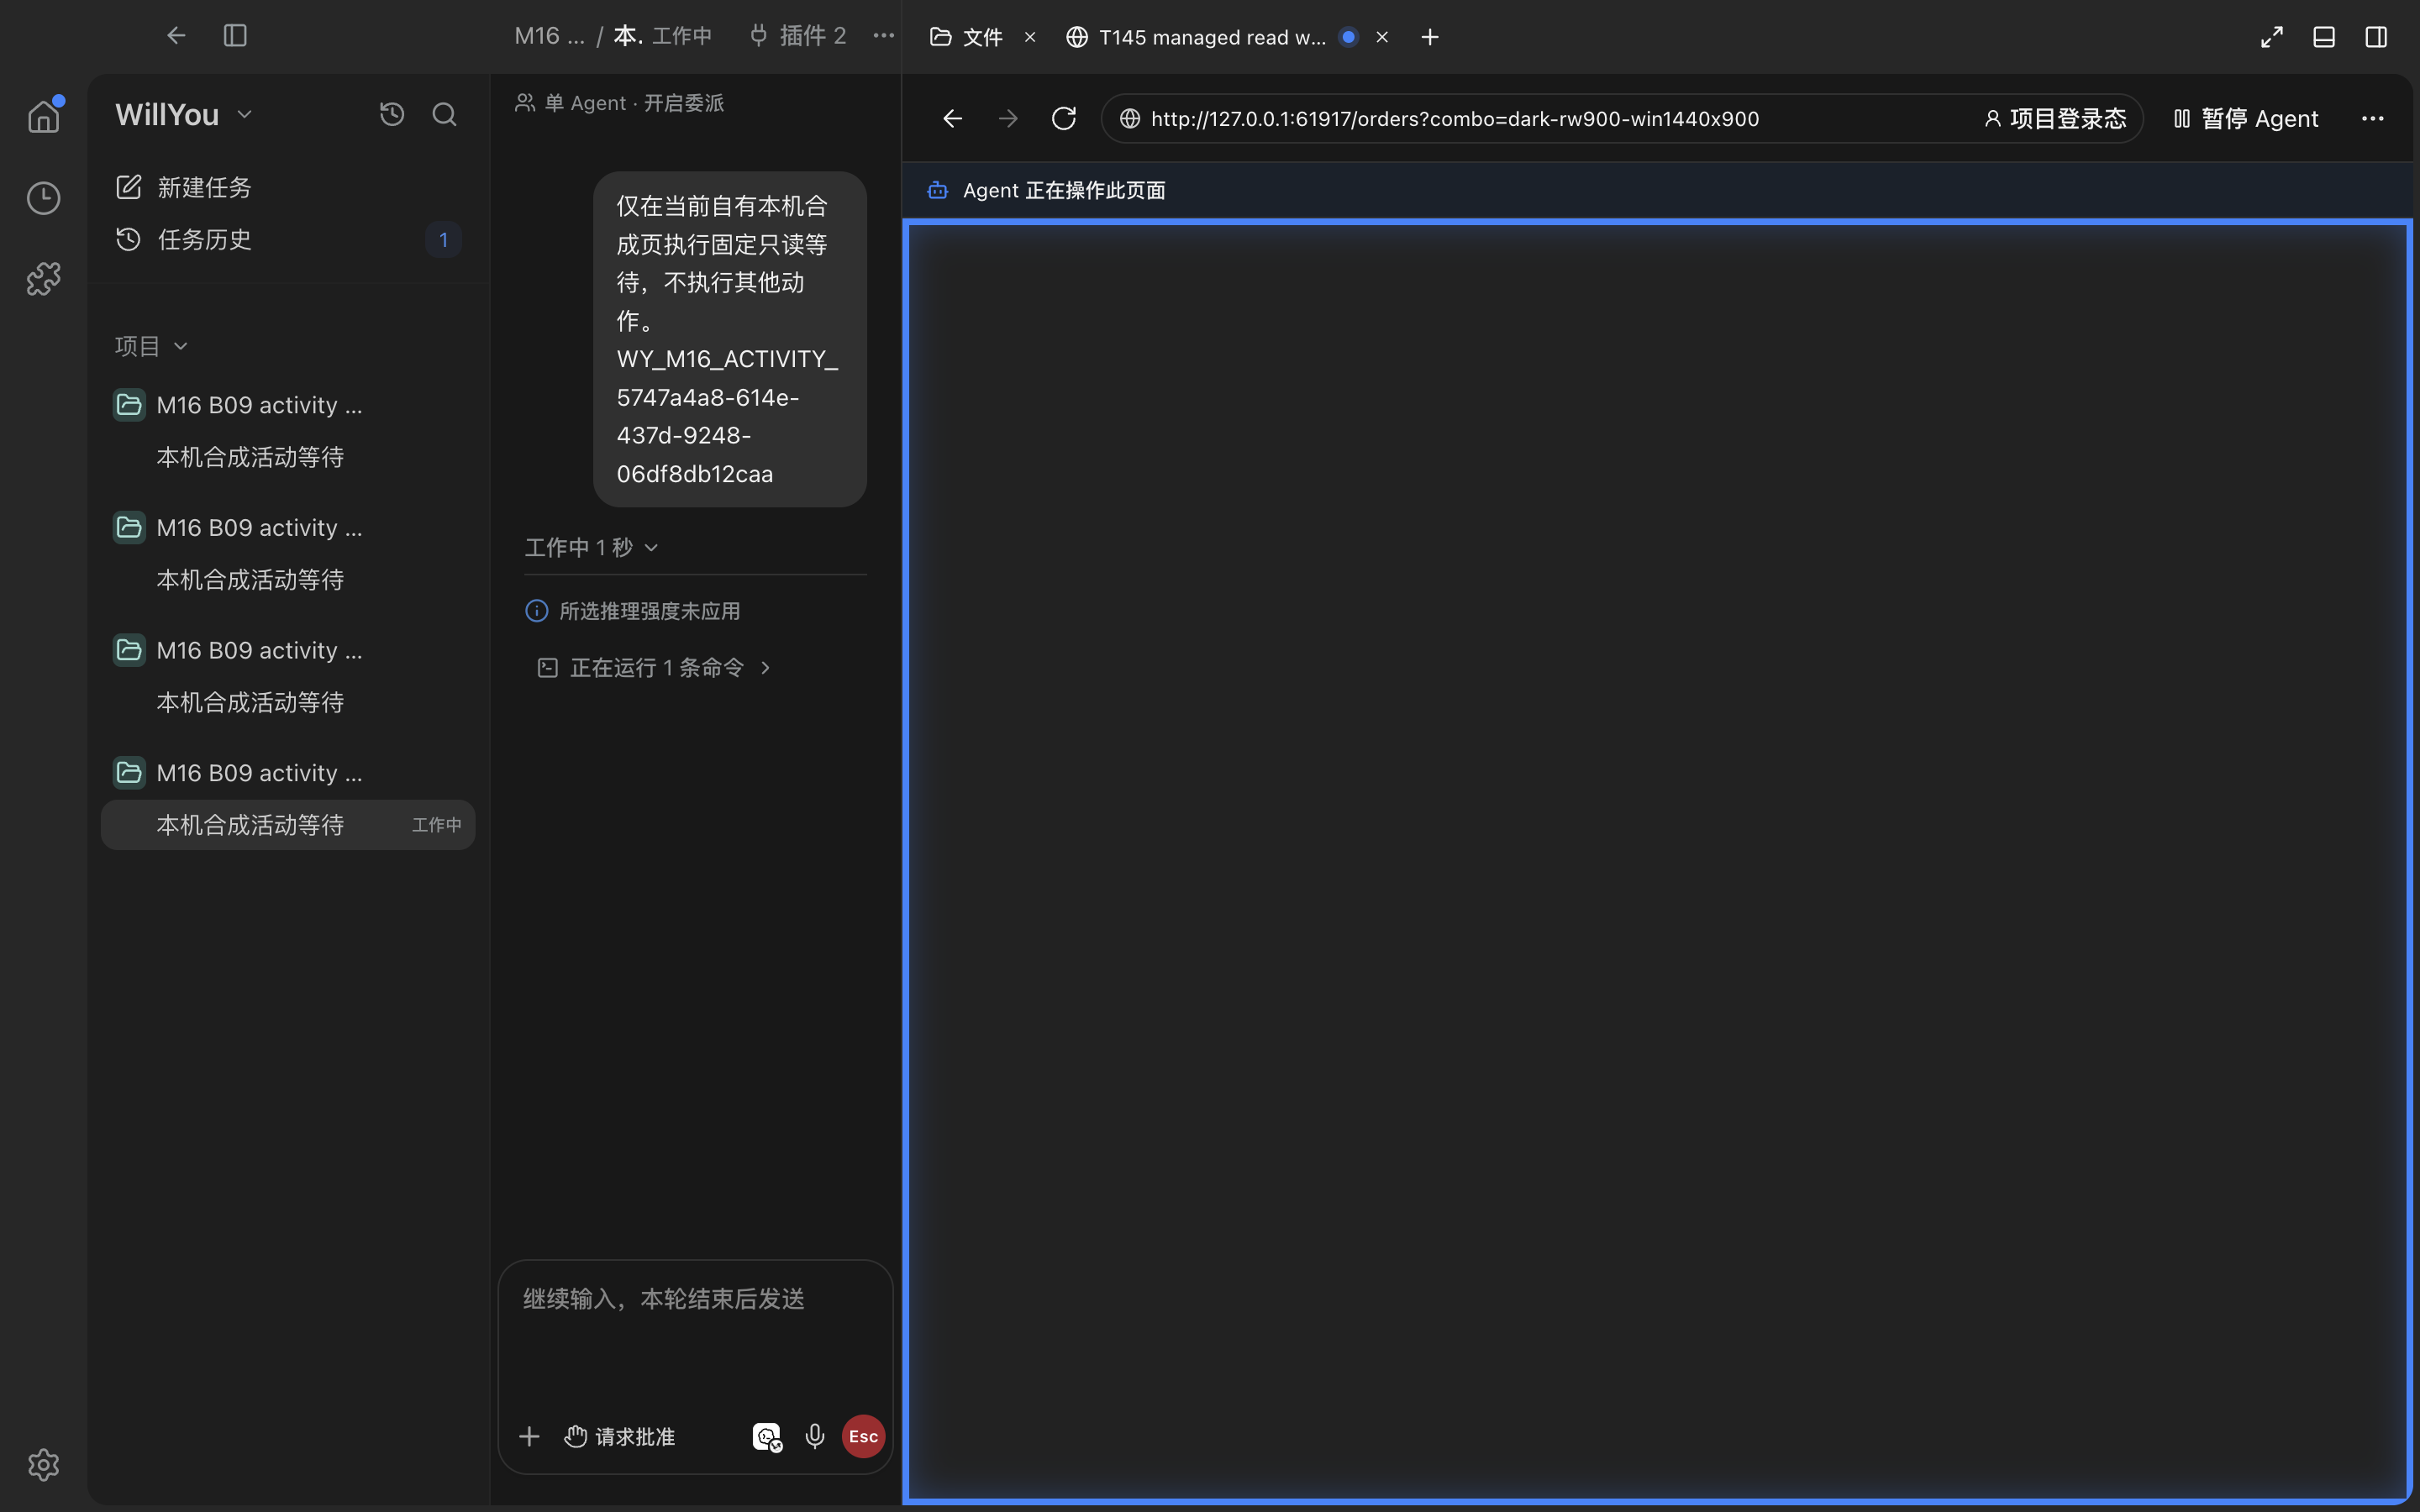 M16 ... / 本. 工作中 插件 2
文件
T145 managed read w...
WillYou
新建任务
任务历史 1
项目
M16 B09 activity ...
本机合成活动等待
M16 B09 activity ...
本机合成活动等待
M16 B09 activity ...
本机合成活动等待
M16 B09 activity ...
本机合成活动等待 工作中
单 Agent · 开启委派
仅在当前自有本机合
成页执行固定只读等
待，不执行其他动
作。
WY_M16_ACTIVITY_
5747a4a8-614e-
437d-9248-
06df8db12caa
工作中 1 秒
所选推理强度未应用
正在运行 1 条命令
继续输入，本轮结束后发送
请求批准
Esc
http://127.0.0.1:61917/orders?combo=dark-rw900-win1440x900
项目登录态
暂停 Agent
Agent 正在操作此页面